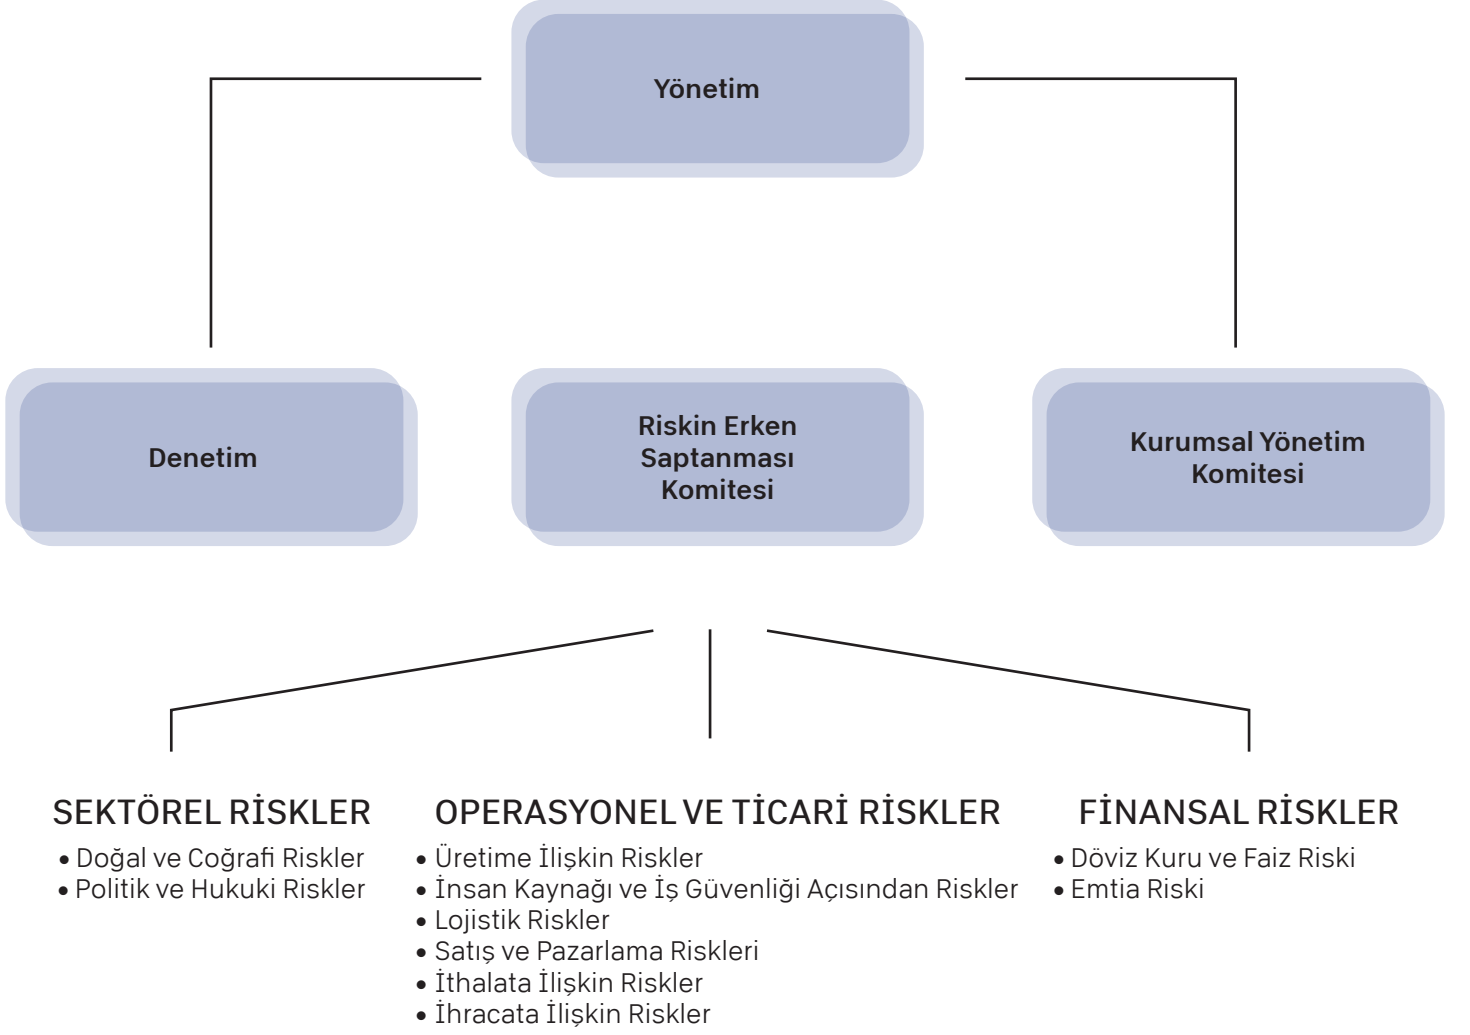 Yönetim
Denetim
Riskin Erken
Saptanması
Komitesi
Kurumsal Yönetim
Komitesi
SEKTÖREL RİSKLER
• Doğal ve Coğrafi Riskler
• Politik ve Hukuki Riskler
OPERASYONEL VE TİCARİ RİSKLER
• Üretime İlişkin Riskler
• İnsan Kaynağı ve İş Güvenliği Açısından Riskler
• Lojistik Riskler
• Satış ve Pazarlama Riskleri
• İthalata İlişkin Riskler
• İhracata İlişkin Riskler
FİNANSAL RİSKLER
• Döviz Kuru ve Faiz Riski
• Emtia Riski